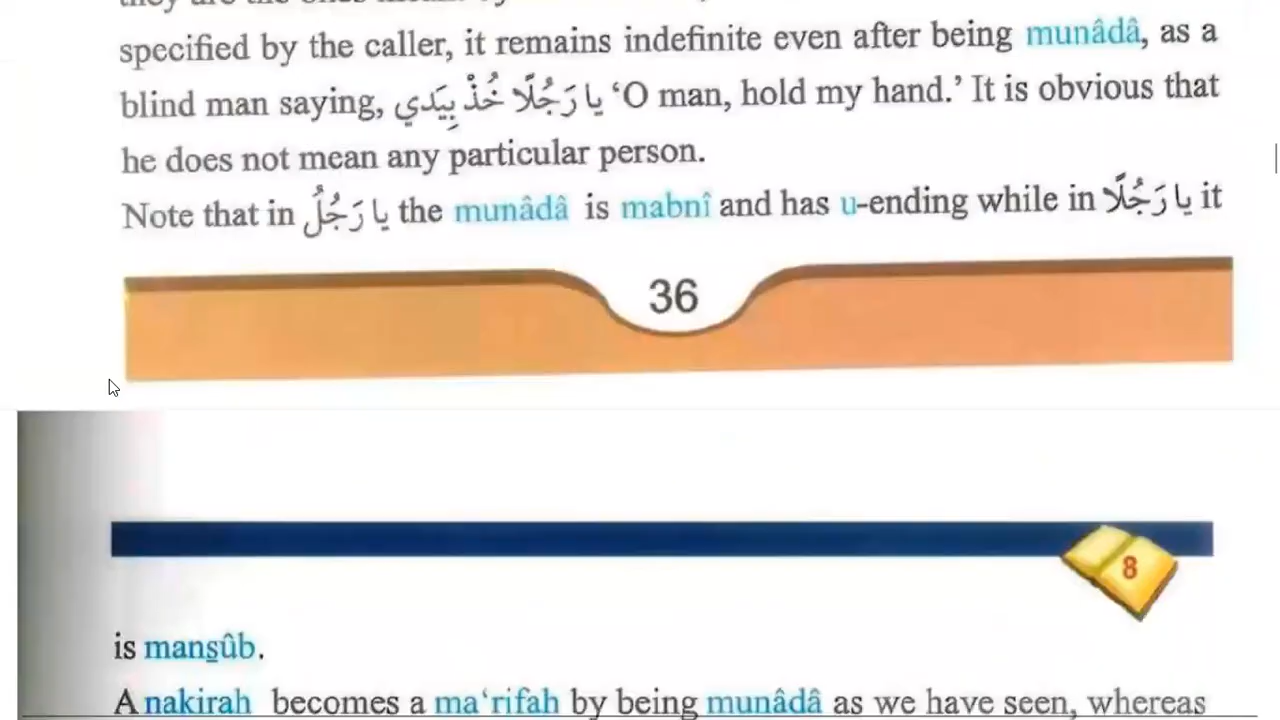 specified by the caller, it remains indefinite even after being munâdâ, as a
blind man saying, يا رَجُلًا خُذْ بِيَدي ‘O man, hold my hand.’ It is obvious that
he does not mean any particular person.
Note that in يا رَجُلُ the munâdâ is mabnî and has u-ending while in يا رَجُلًا it
36
8
is mansûb.
A nakirah becomes a ma‘rifah by being munâdâ as we have seen, whereas